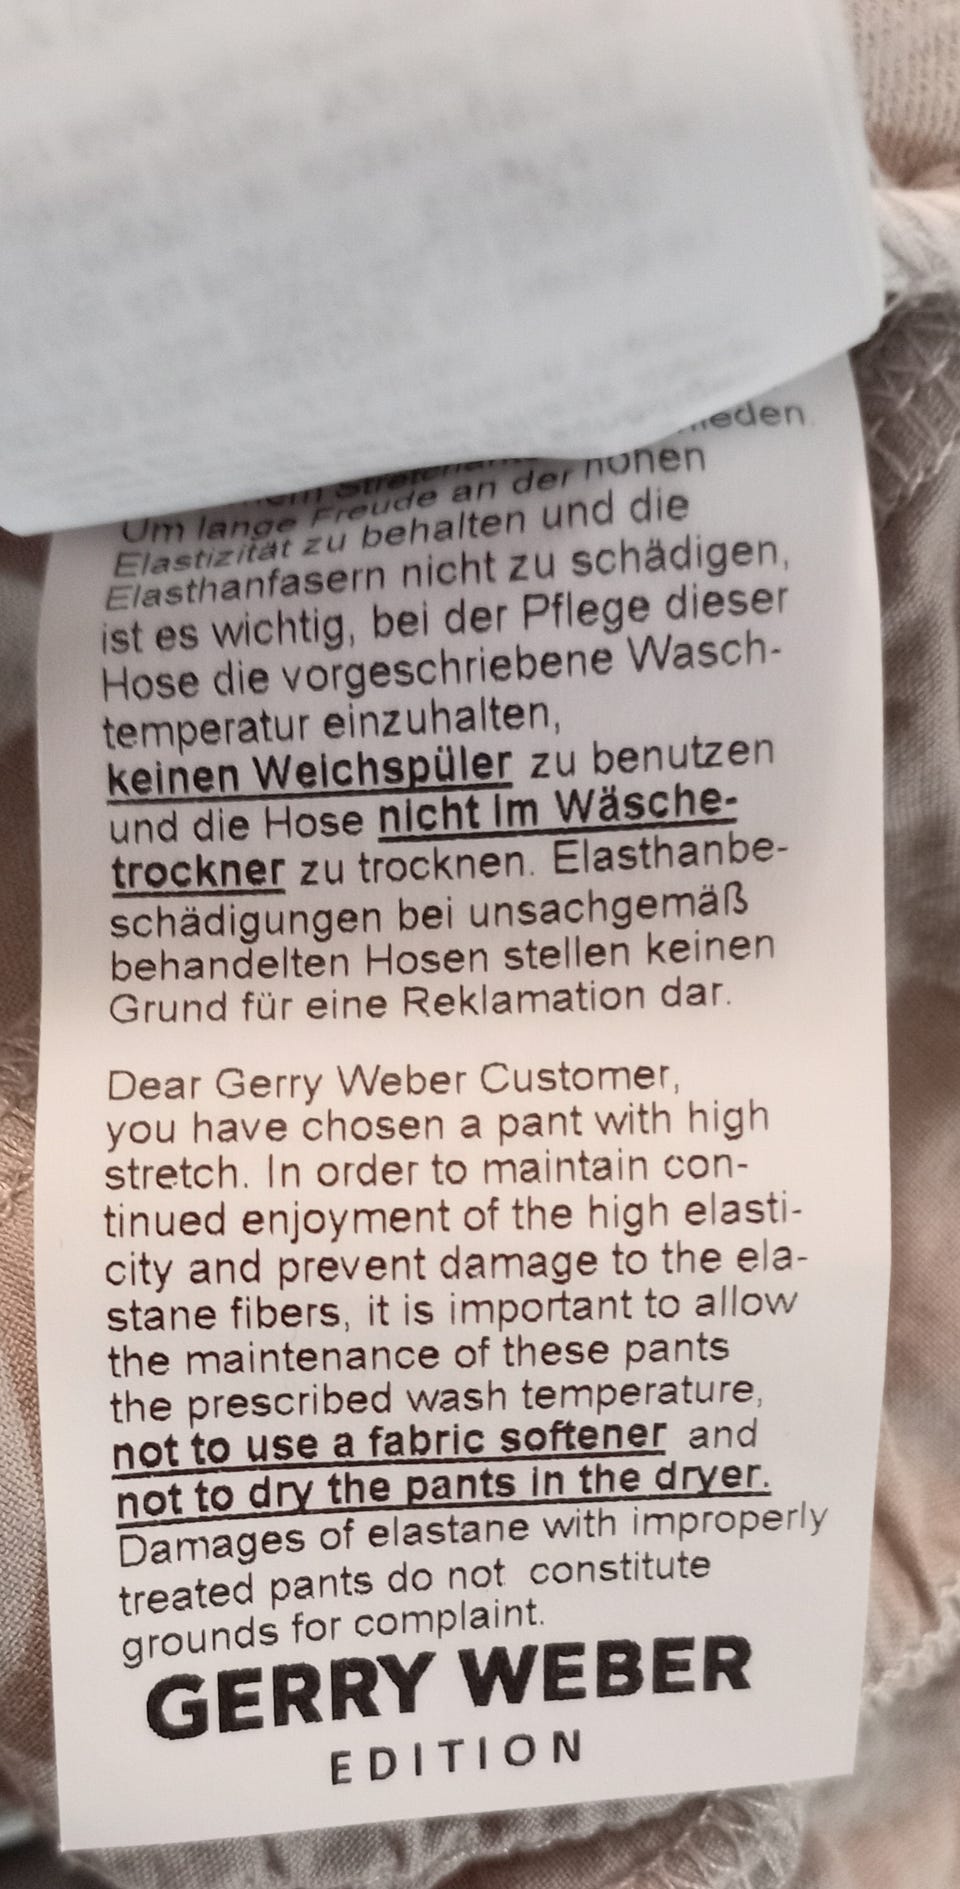 Um lange Freude an der hohen
Elastizität zu behalten und die
Elasthanfasern nicht zu schädigen,
ist es wichtig, bei der Pflege dieser
Hose die vorgeschriebene Wasch-
temperatur einzuhalten,
keinen Weichspüler zu benutzen
und die Hose nicht im Wäsche-
trockner zu trocknen. Elasthanbe-
schädigungen bei unsachgemäß
behandelten Hosen stellen keinen
Grund für eine Reklamation dar.
Dear Gerry Weber Customer,
you have chosen a pant with high
stretch. In order to maintain con-
tinued enjoyment of the high elasti-
city and prevent damage to the ela-
stane fibers, it is important to allow
the maintenance of these pants
the prescribed wash temperature,
not to use a fabric softener and
not to dry the pants in the dryer.
Damages of elastane with improperly
treated pants do not constitute
grounds for complaint.
GERRY WEBER
EDITION